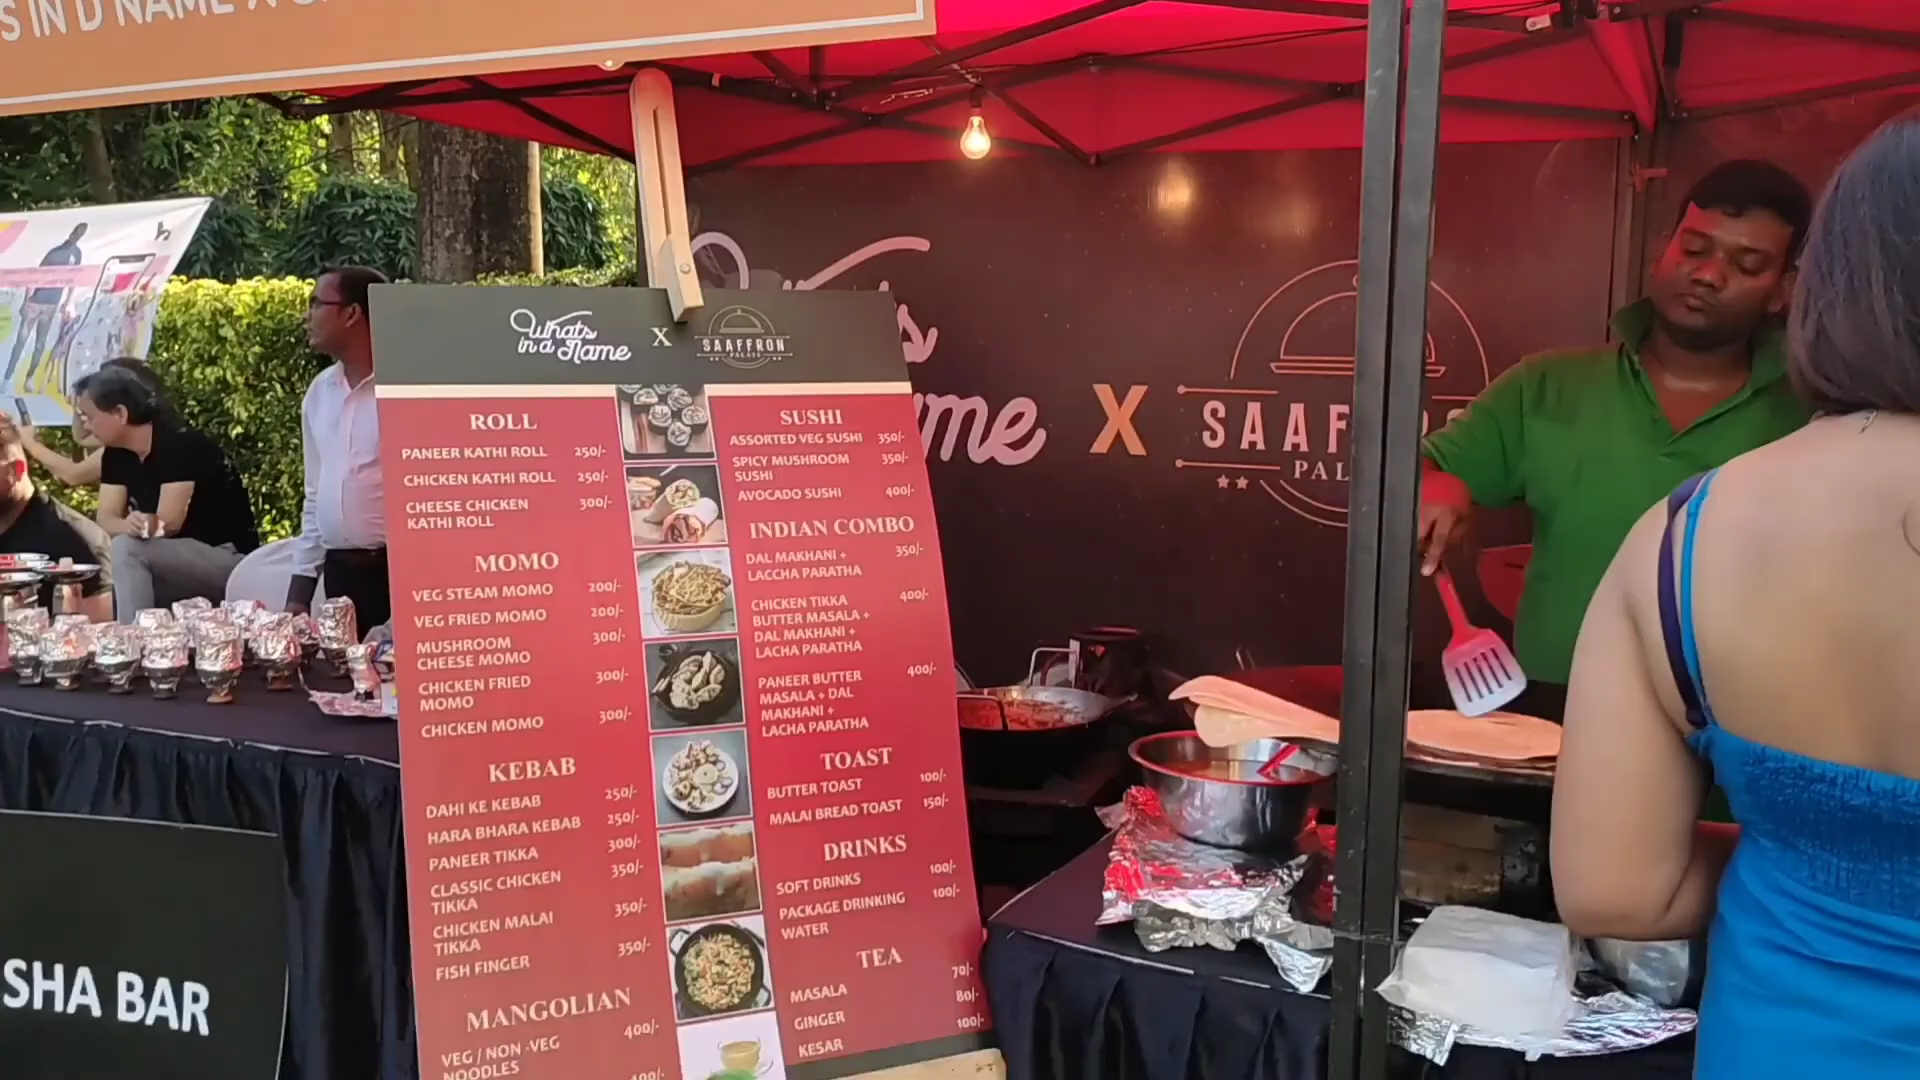 S IN D NAME X
Whats
in a Name
X
SAAFFRON
PALATE
ROLL
PANEER KATHI ROLL 250/-
CHICKEN KATHI ROLL 250/-
CHEESE CHICKEN 300/-
KATHI ROLL
MOMO
VEG STEAM MOMO 200/-
VEG FRIED MOMO 200/-
MUSHROOM 300/-
CHEESE MOMO
CHICKEN FRIED 300/-
MOMO
CHICKEN MOMO 300/-
KEBAB
DAHI KE KEBAB 250/-
HARA BHARA KEBAB 250/-
PANEER TIKKA 300/-
CLASSIC CHICKEN 350/-
TIKKA
CHICKEN MALAI 350/-
TIKKA
FISH FINGER 350/-
MANGOLIAN
VEG / NON -VEG 400/-
NOODLES
400/-
SUSHI
ASSORTED VEG SUSHI 350/-
SPICY MUSHROOM 350/-
SUSHI
AVOCADO SUSHI 400/-
INDIAN COMBO
DAL MAKHANI + 350/-
LACCHA PARATHA
CHICKEN TIKKA 400/-
BUTTER MASALA +
DAL MAKHANI +
LACHA PARATHA
PANEER BUTTER 400/-
MASALA + DAL
MAKHANI +
LACHA PARATHA
TOAST
BUTTER TOAST 100/-
MALAI BREAD TOAST 150/-
DRINKS
SOFT DRINKS 100/-
PACKAGE DRINKING 100/-
WATER
TEA
MASALA 70/-
GINGER 80/-
KESAR 100/-
s
me X
SAAF
PAL
SHA BAR